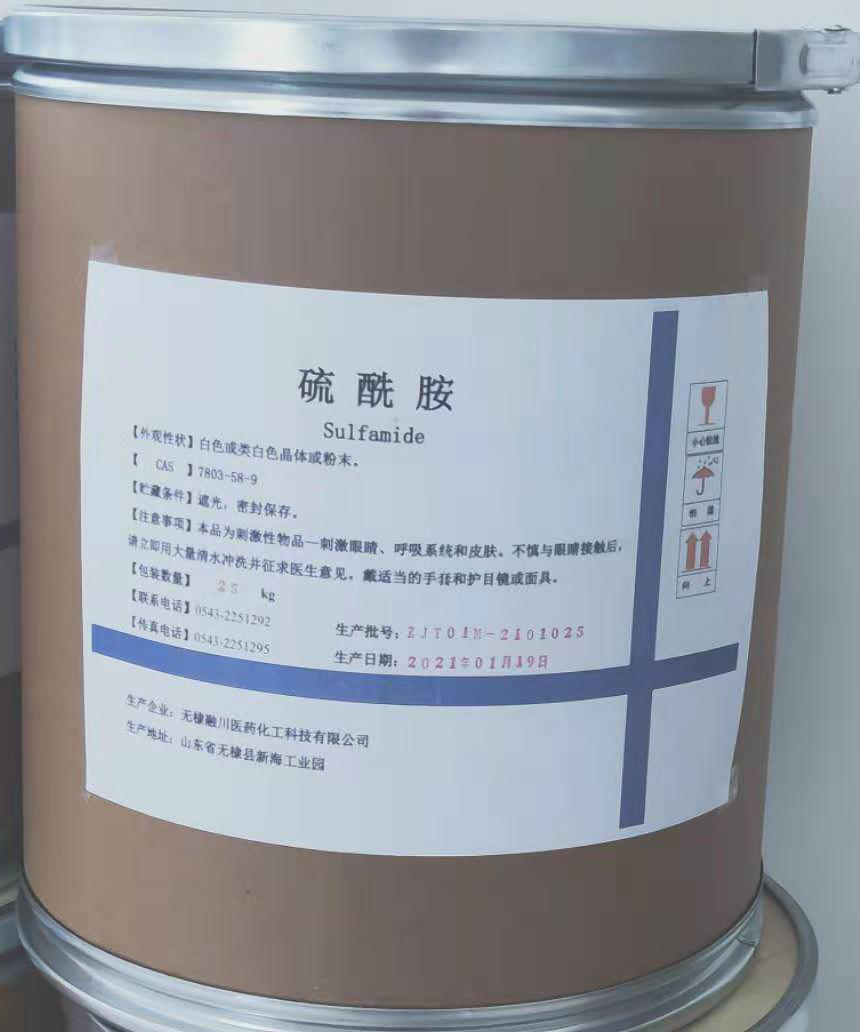 硫酰胺
Sulfamide
【外观性状】白色或类白色晶体或粉末。
【 CAS 】7803-58-9
【贮藏条件】遮光，密封保存。
【注意事项】本品为刺激性物品—刺激眼睛、呼吸系统和皮肤。不慎与眼睛接触后，
请立即用大量清水冲洗并征求医生意见。戴适当的手套和护目镜或面具。
【包装数量】 25 kg
【联系电话】0543-2251292
【传真电话】0543-2251295
生产批号：ZJT01M-2101025
生产日期：2021年01月19日
生产企业：无棣融川医药化工科技有限公司
生产地址：山东省无棣县新海工业园
小心轻放
怕 湿
向 上